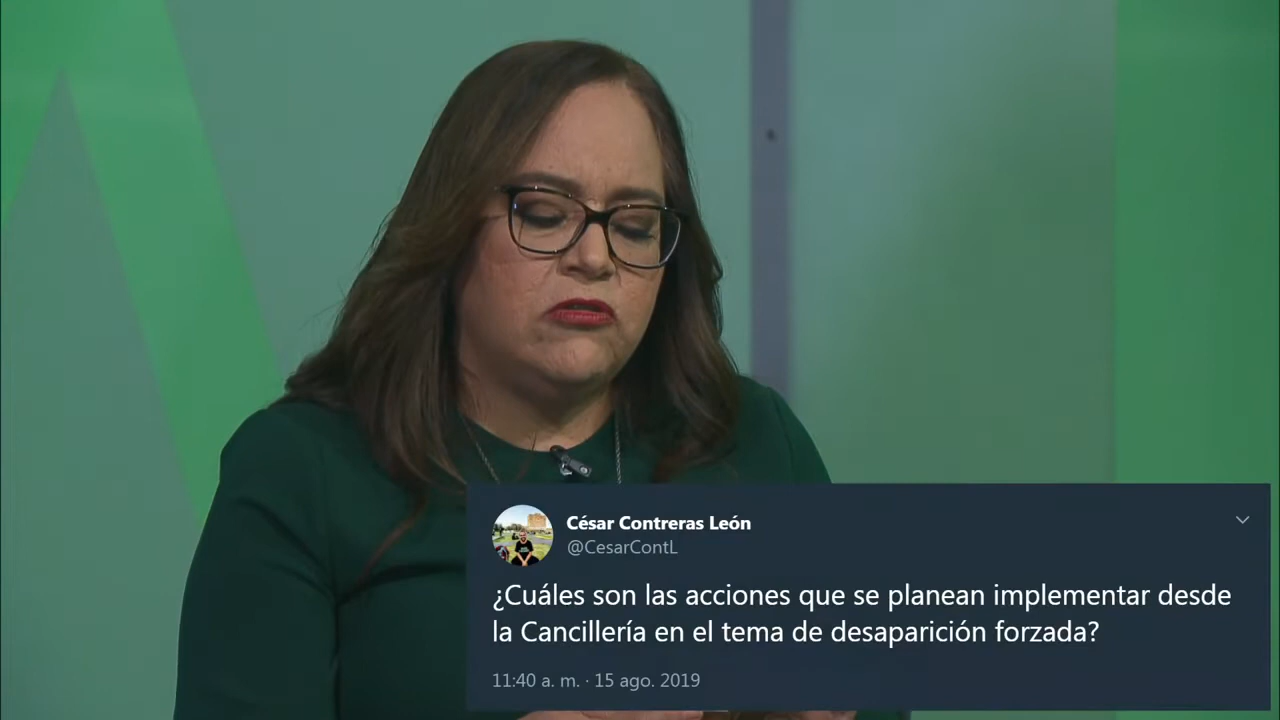 César Contreras León
@CesarContL
¿Cuáles son las acciones que se planean implementar desde
la Cancillería en el tema de desaparición forzada?
11:40 a. m. · 15 ago. 2019